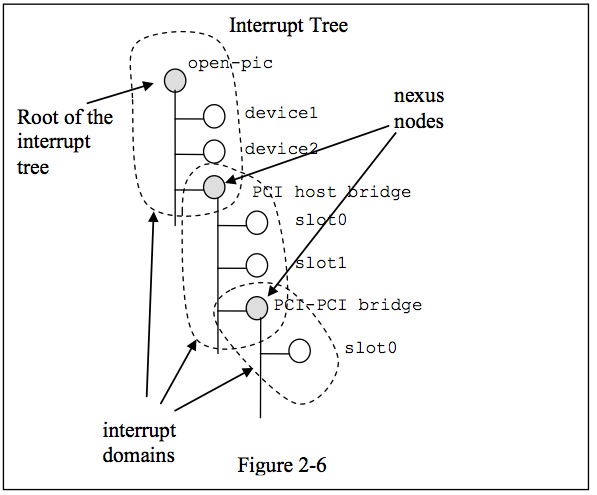 Interrupt Tree
open-pic
Root of the
interrupt
tree
nexus
nodes
device1
device2
PCI host bridge
slot0
slot1
PCI-PCI bridge
slot0
interrupt
domains
Figure 2-6